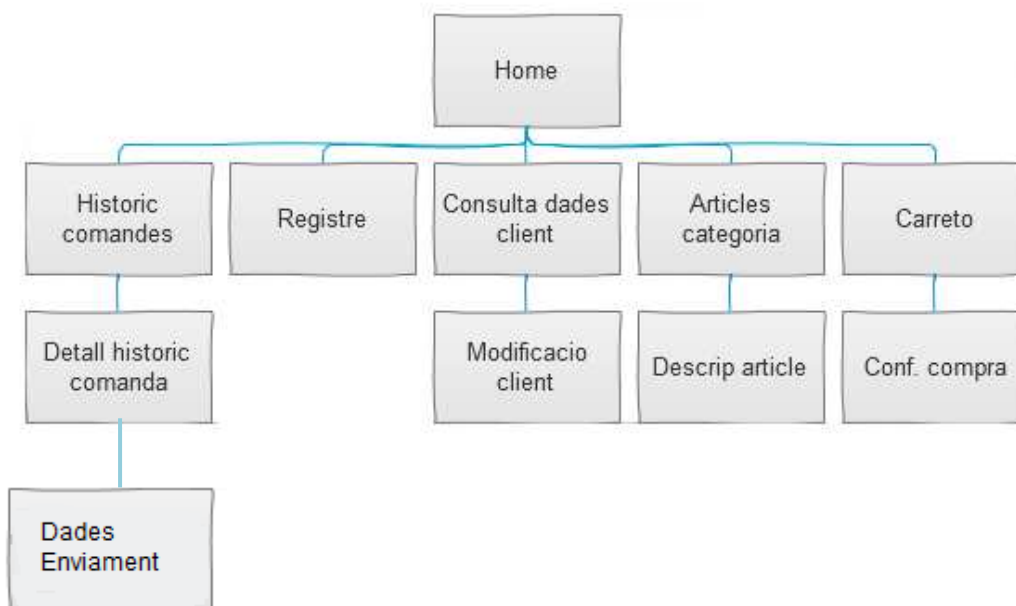 Home
Historic
comandes
Registre
Consulta dades
client
Articles
categoria
Carreto
Detall historic
comanda
Modificacio
client
Descrip article
Conf. compra
Dades
Enviament